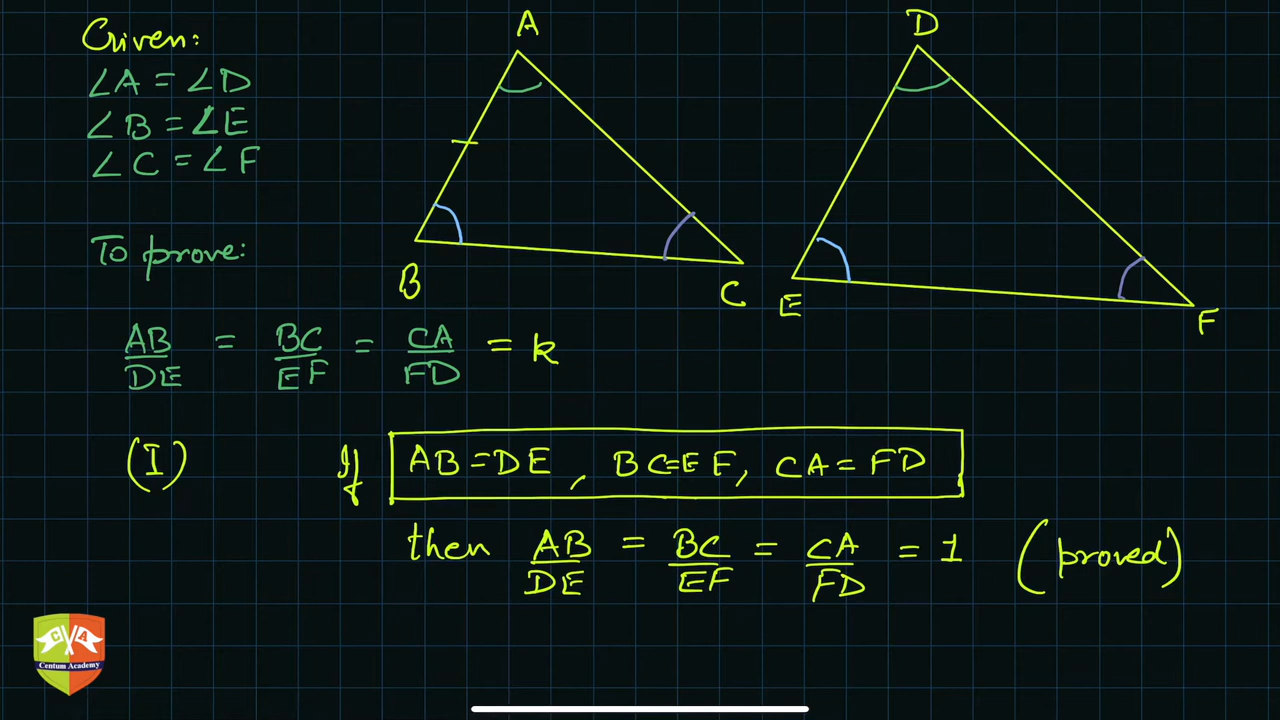 Given:
∠A = ∠D
∠B = ∠E
∠C = ∠F
A
B
C
D
E
F
To prove:
AB/DE = BC/EF = CA/FD = k
(I) If AB = DE, BC = EF, CA = FD
then AB/DE = BC/EF = CA/FD = 1 (proved)
C A
Centum Academy